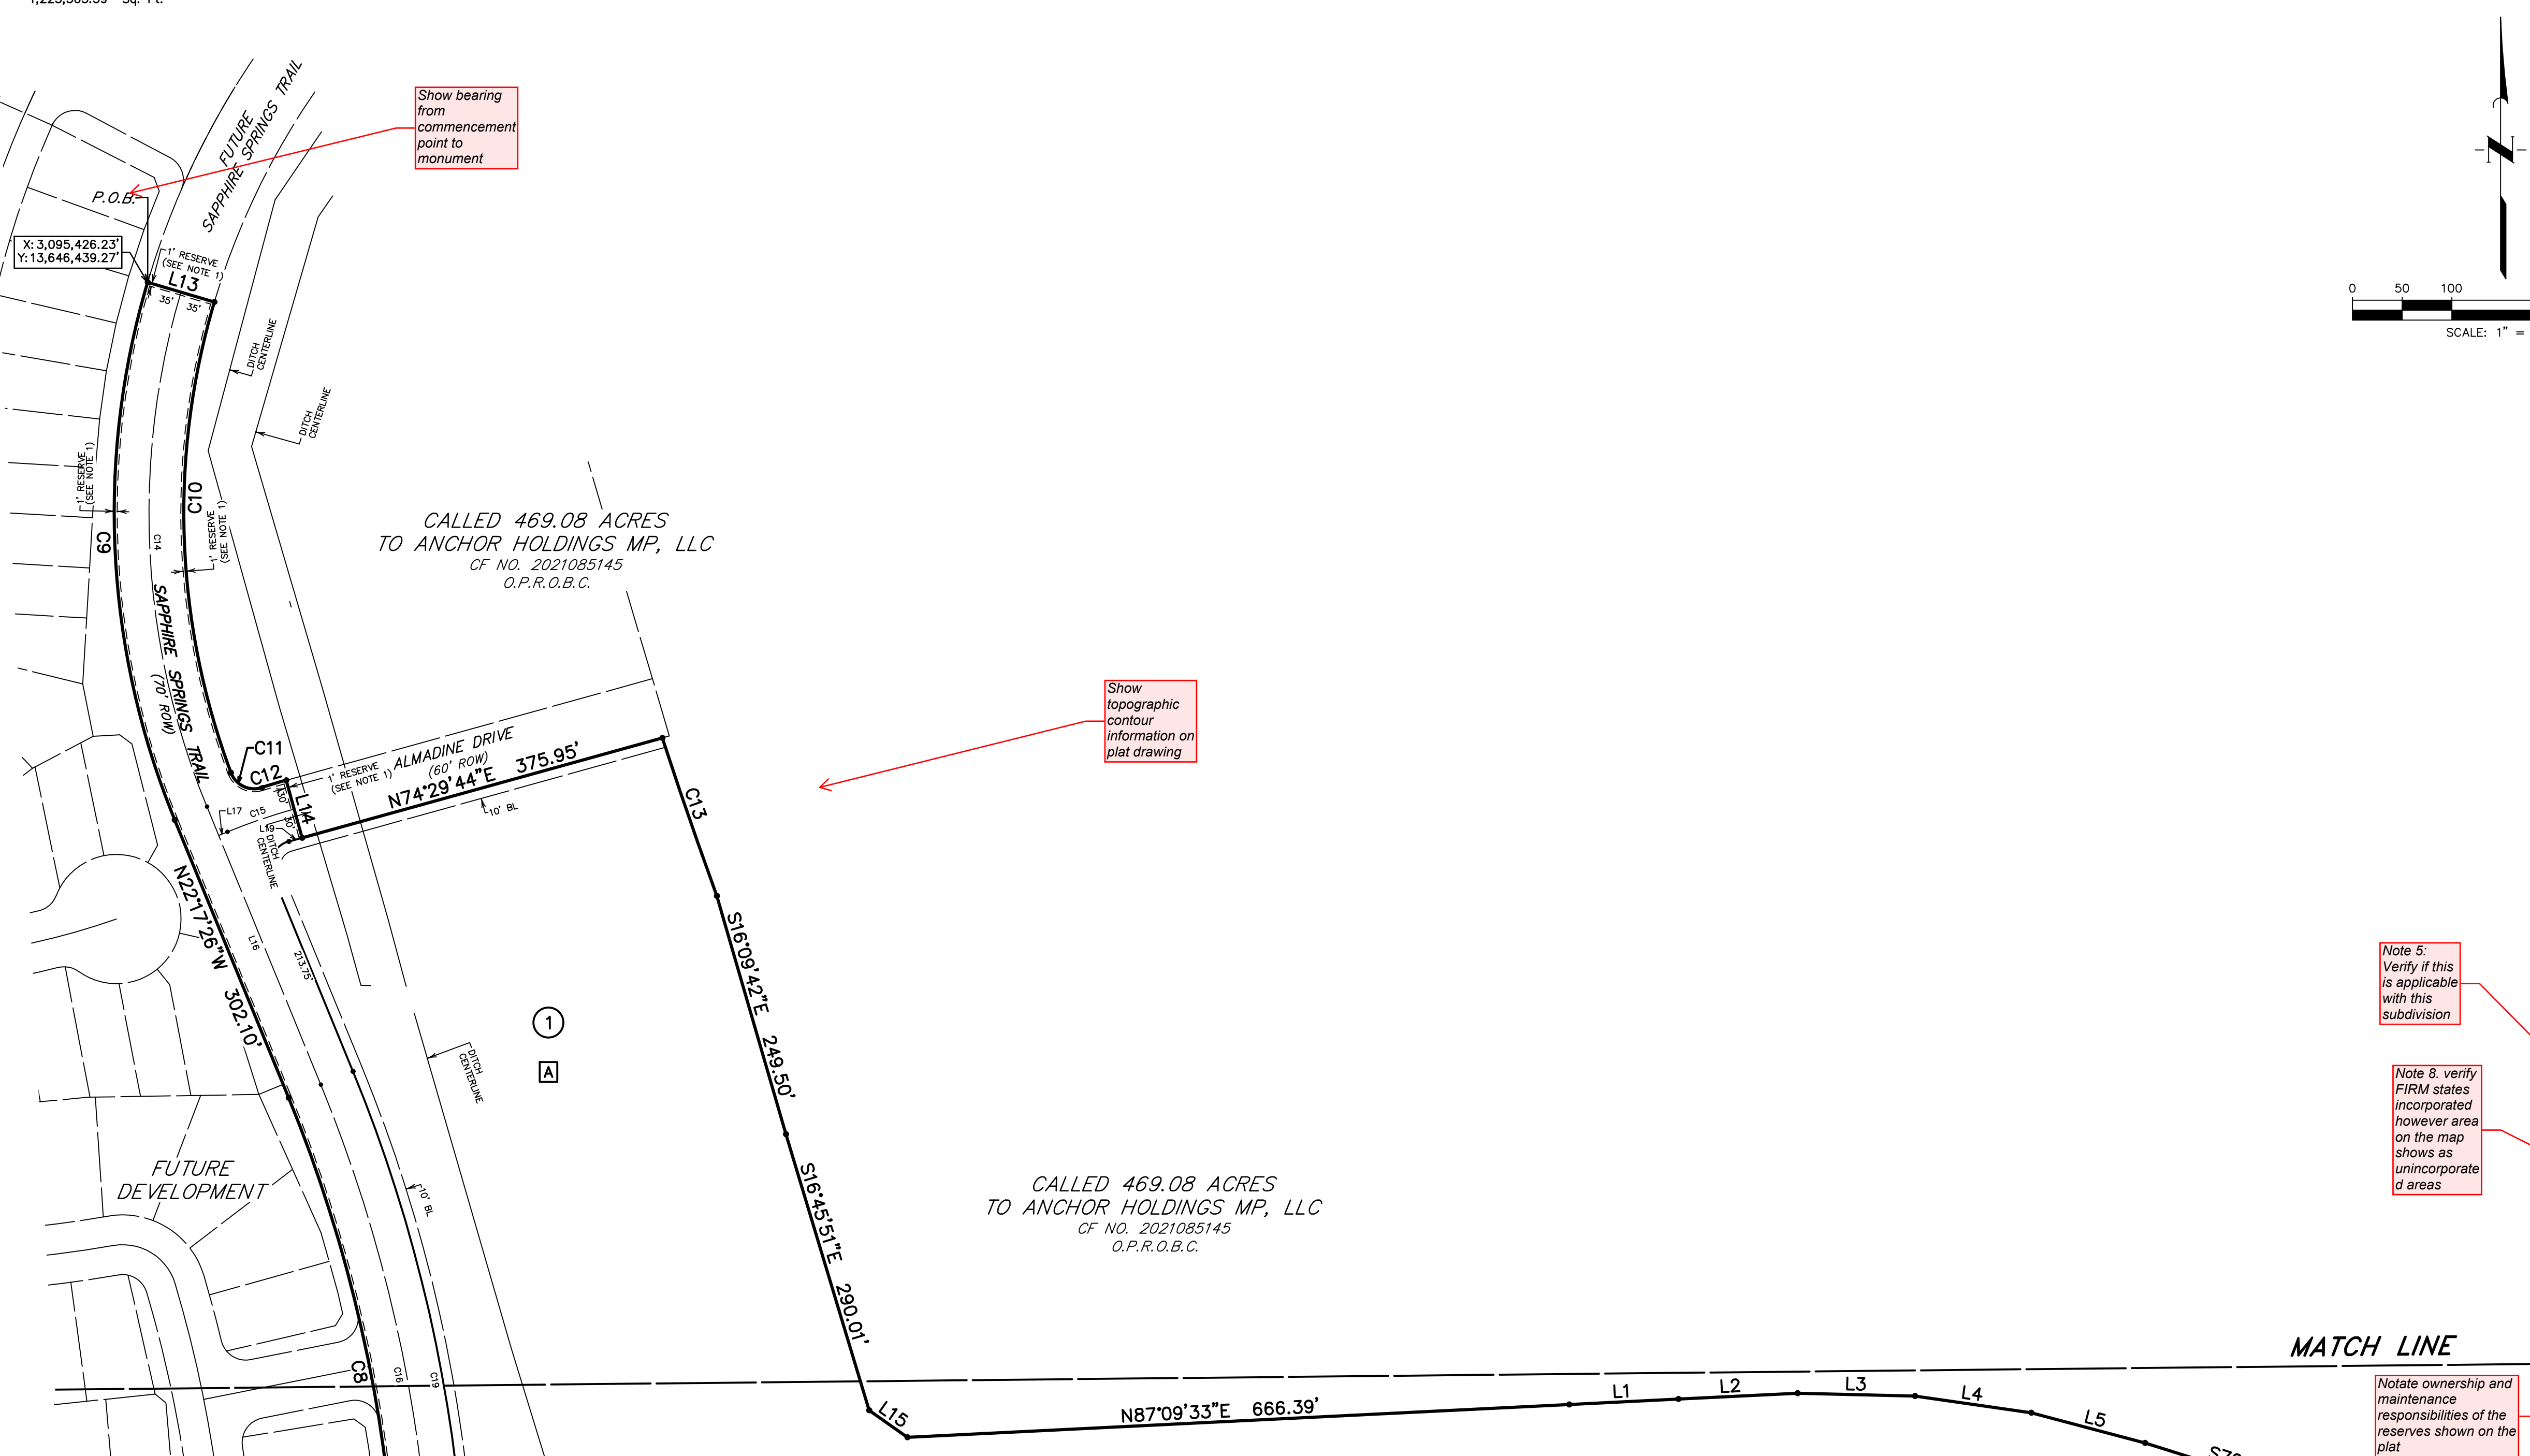 Show bearing
from
commencement
point to
monument
FUTURE
SAPPHIRE SPRINGS TRAIL
P.O.B.
X: 3,095,426.23'
Y: 13,646,439.27'
1' RESERVE
(SEE NOTE 1)
L13
35'
35'
0 50 100
SCALE: 1" =
N
DITCH
CENTERLINE
DITCH
CENTERLINE
1' RESERVE
(SEE NOTE 1)
C10
1' RESERVE
(SEE NOTE 1)
C9
C14
CALLED 469.08 ACRES
TO ANCHOR HOLDINGS MP, LLC
CF NO. 2021085145
O.P.R.O.B.C.
SAPPHIRE SPRINGS TRAIL
(70' ROW)
Show
topographic
contour
information on
plat drawing
C11
C12
1' RESERVE
(SEE NOTE 1)
ALMADINE DRIVE
(60' ROW)
N74°29'44"E 375.95'
10' BL
30'
30'
L14
L17
C15
L19
DITCH
CENTERLINE
C13
N22°17'26"W 302.10'
L16
213.75'
S16°09'42"E 249.50'
1
A
DITCH
CENTERLINE
Note 5:
Verify if this
is applicable
with this
subdivision
Note 8. verify
FIRM states
incorporated
however area
on the map
shows as
unincorporate
d areas
FUTURE
DEVELOPMENT
10' BL
S16°45'51"E 290.01'
CALLED 469.08 ACRES
TO ANCHOR HOLDINGS MP, LLC
CF NO. 2021085145
O.P.R.O.B.C.
C8
C16
C19
MATCH LINE
L15
N87°09'33"E 666.39'
L1
L2
L3
L4
L5
Notate ownership and
maintenance
responsibilities of the
reserves shown on the
plat